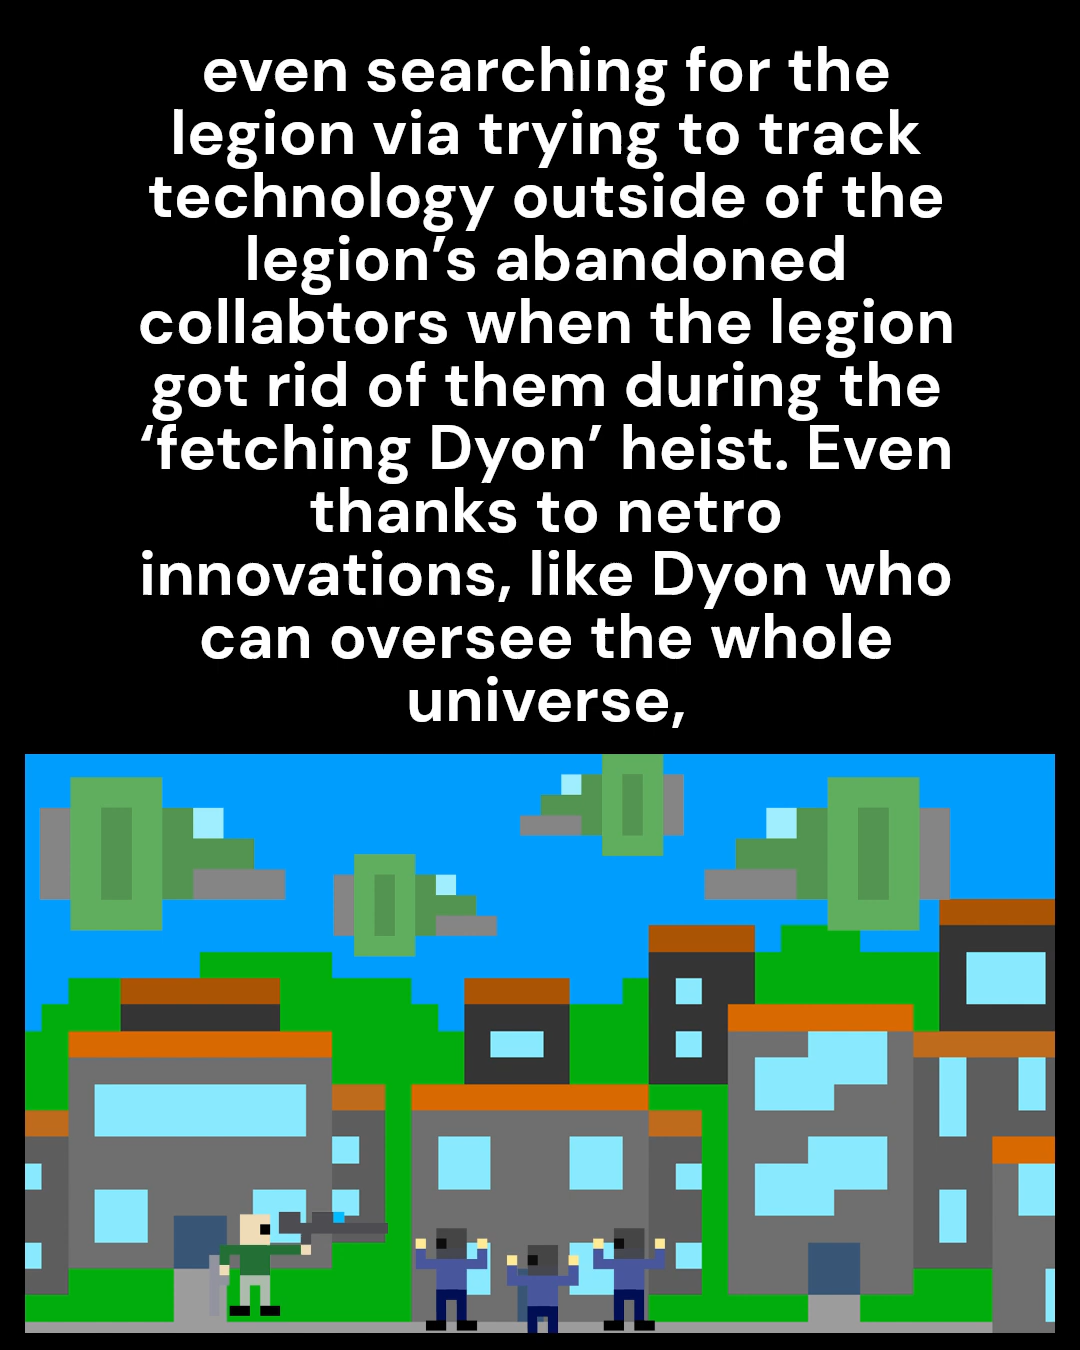 even searching for the
legion via trying to track
technology outside of the
legion’s abandoned
collabtors when the legion
got rid of them during the
‘fetching Dyon’ heist. Even
thanks to netro
innovations, like Dyon who
can oversee the whole
universe,